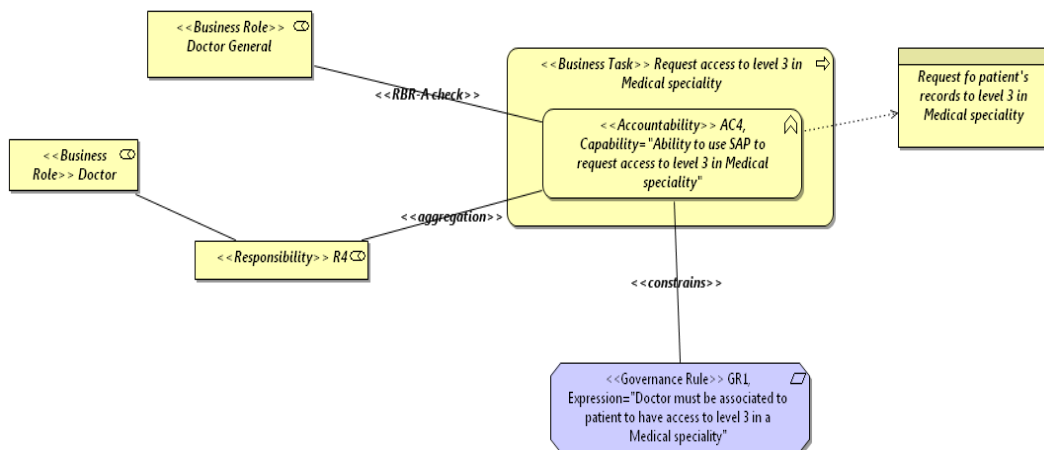 <<Business Role>>
Doctor General
<<RBR-A check>>
<<Business Task>> Request access to level 3 in
Medical speciality
<<Accountability>> AC4,
Capability="Ability to use SAP to
request access to level 3 in Medical
speciality"
Request fo patient's
records to level 3 in
Medical speciality
<<Business
Role>> Doctor
<<aggregation>>
<<Responsibility>> R4
<<constrains>>
<<Governance Rule>> GR1,
Expression="Doctor must be associated to
patient to have access to level 3 in a
Medical speciality"